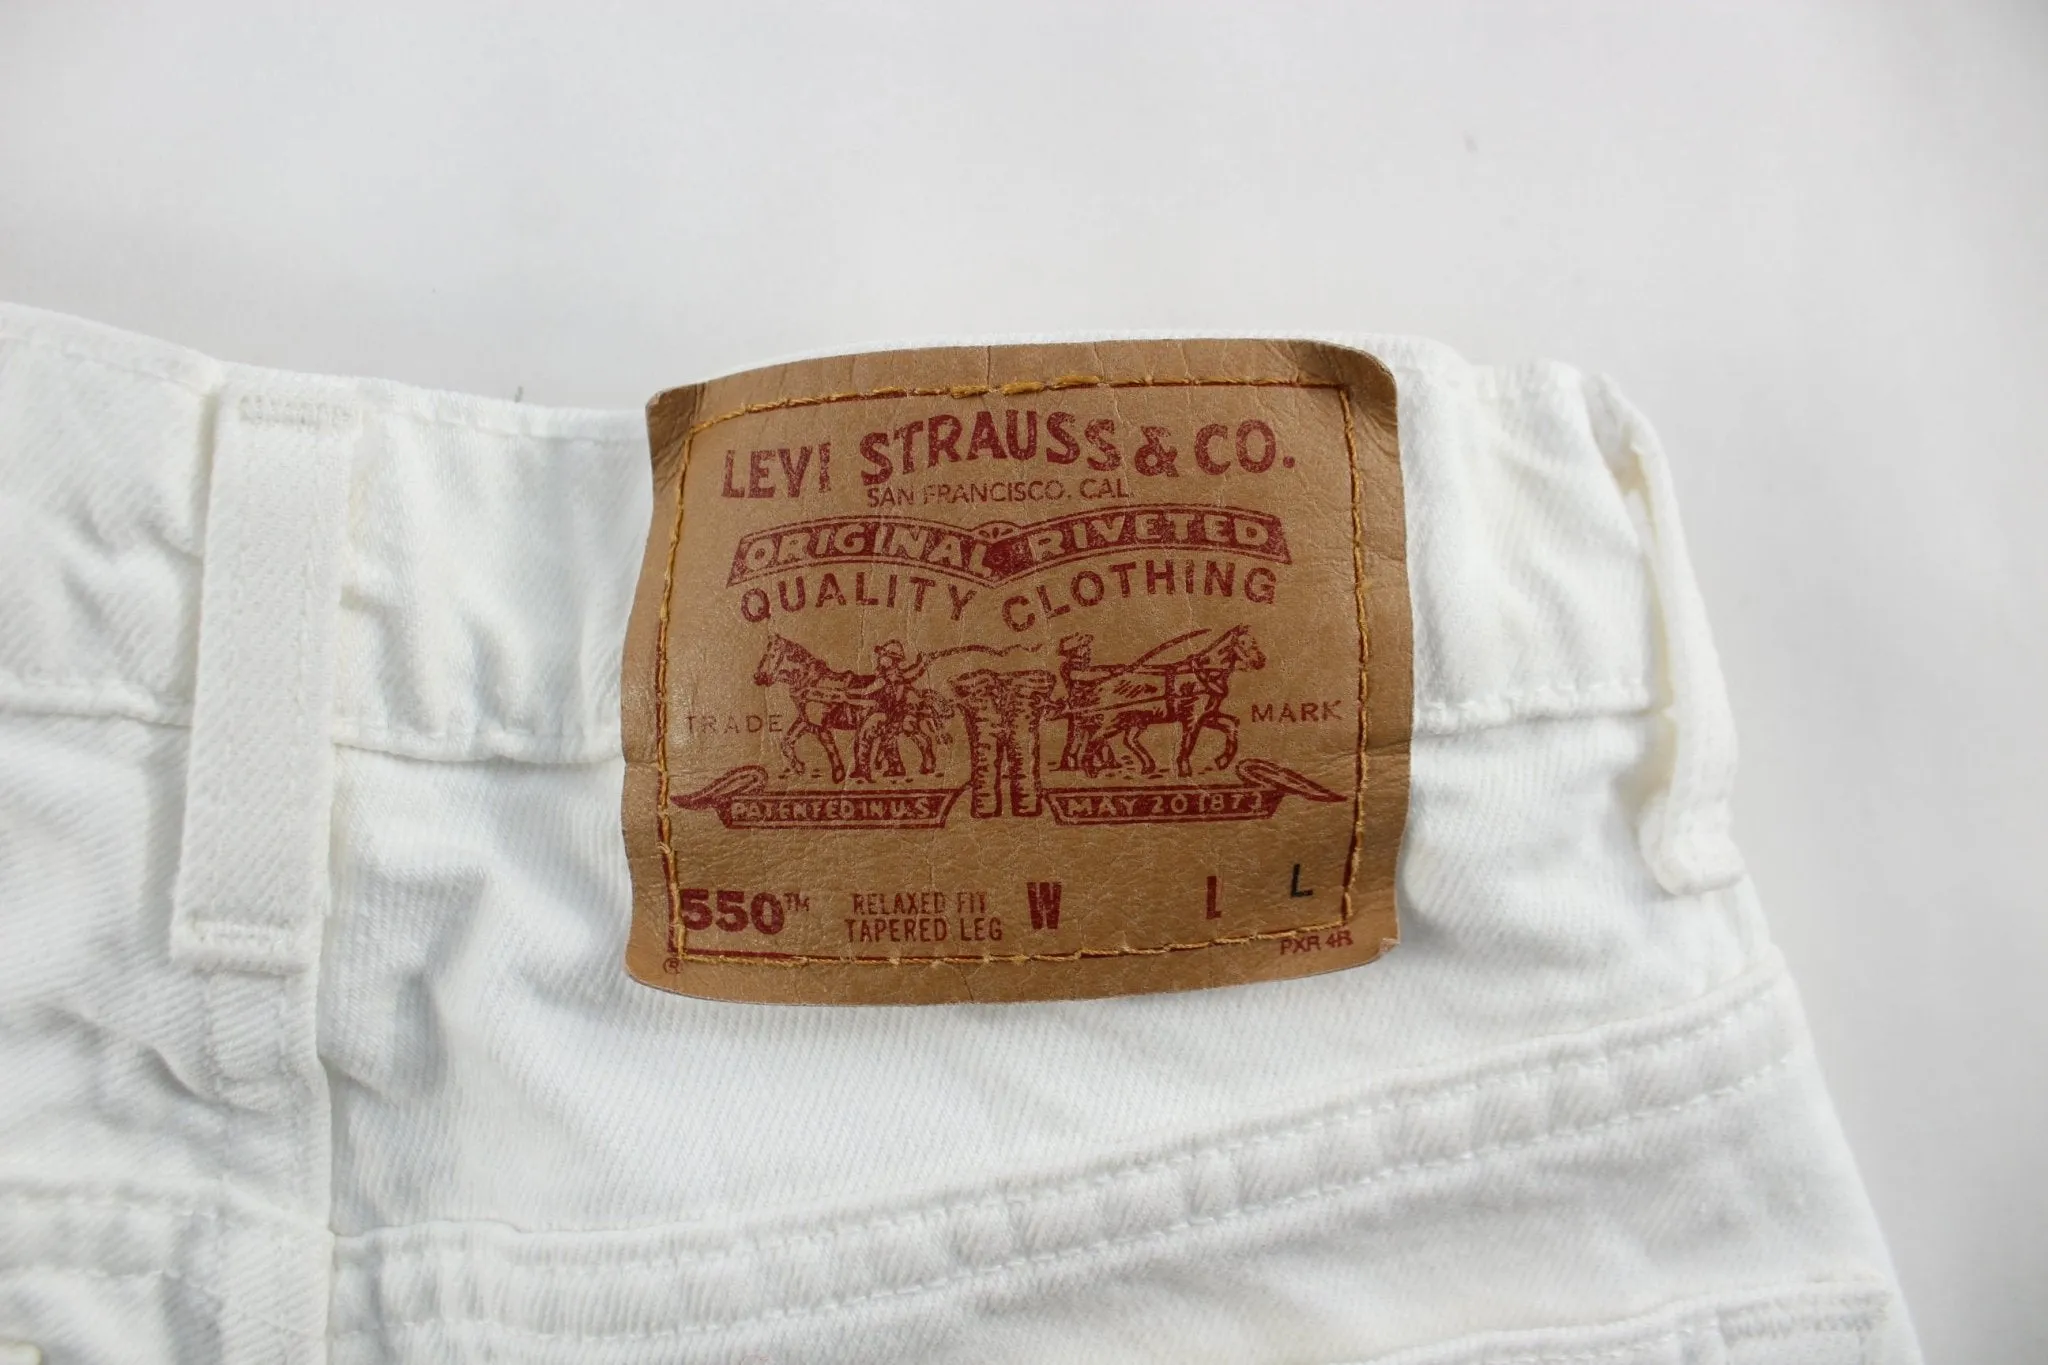 LEVI STRAUSS & CO.
SAN FRANCISCO, CAL.
ORIGINAL RIVETED
QUALITY CLOTHING
TRADE MARK
PATENTED IN U.S. MAY 20 1873
550™ RELAXED FIT W L L
TAPERED LEG
® PXR 4R